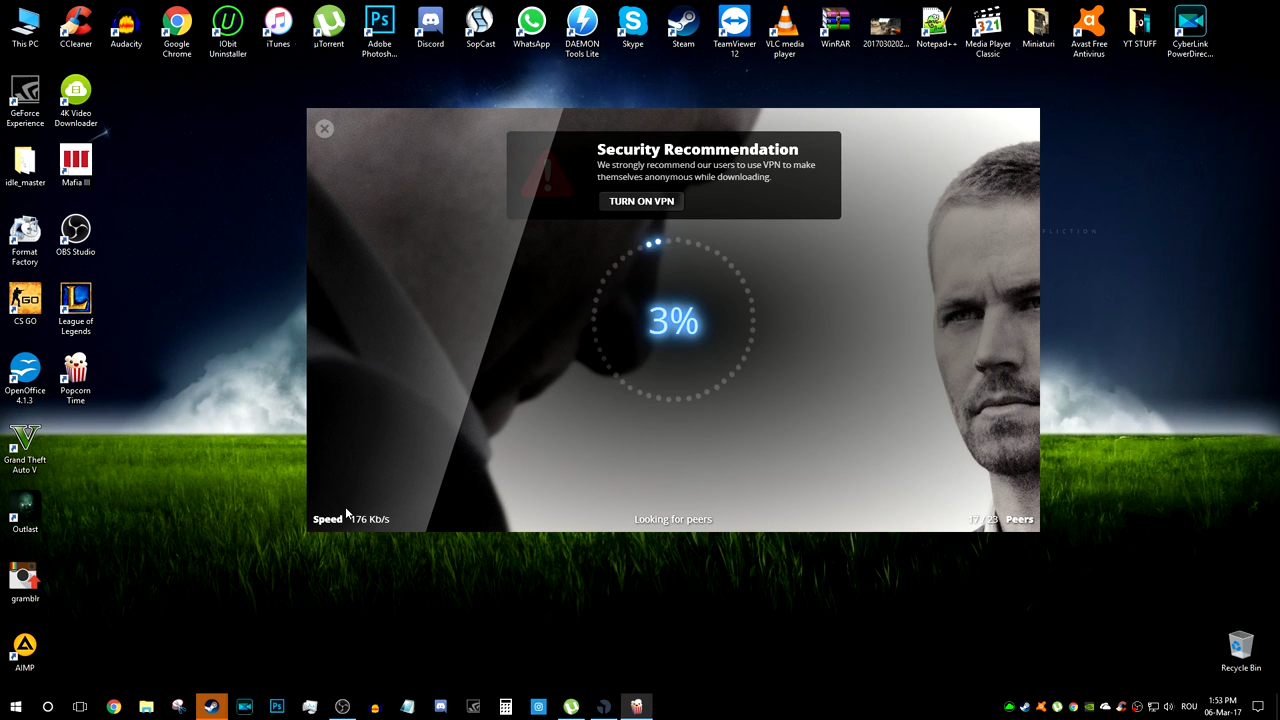 This PC
CCleaner
Audacity
Google
Chrome
IObit
Uninstaller
iTunes
µTorrent
Adobe
Photosh...
Discord
SopCast
WhatsApp
DAEMON
Tools Lite
Skype
Steam
TeamViewer
12
VLC media
player
WinRAR
2017030202...
Notepad++
Media Player
Classic
Miniaturi
Avast Free
Antivirus
YT STUFF
CyberLink
PowerDirec...
GeForce
Experience
4K Video
Downloader
idle_master
Mafia III
Format
Factory
OBS Studio
CS GO
League of
Legends
OpenOffice
4.1.3
Popcorn
Time
Grand Theft
Auto V
Outlast
gramblr
AIMP
Security Recommendation
We strongly recommend our users to use VPN to make
themselves anonymous while downloading.
TURN ON VPN
3%
Speed 176 Kb/s
Looking for peers
17 / 23 Peers
Recycle Bin
ROU
1:53 PM
06-Mar-17